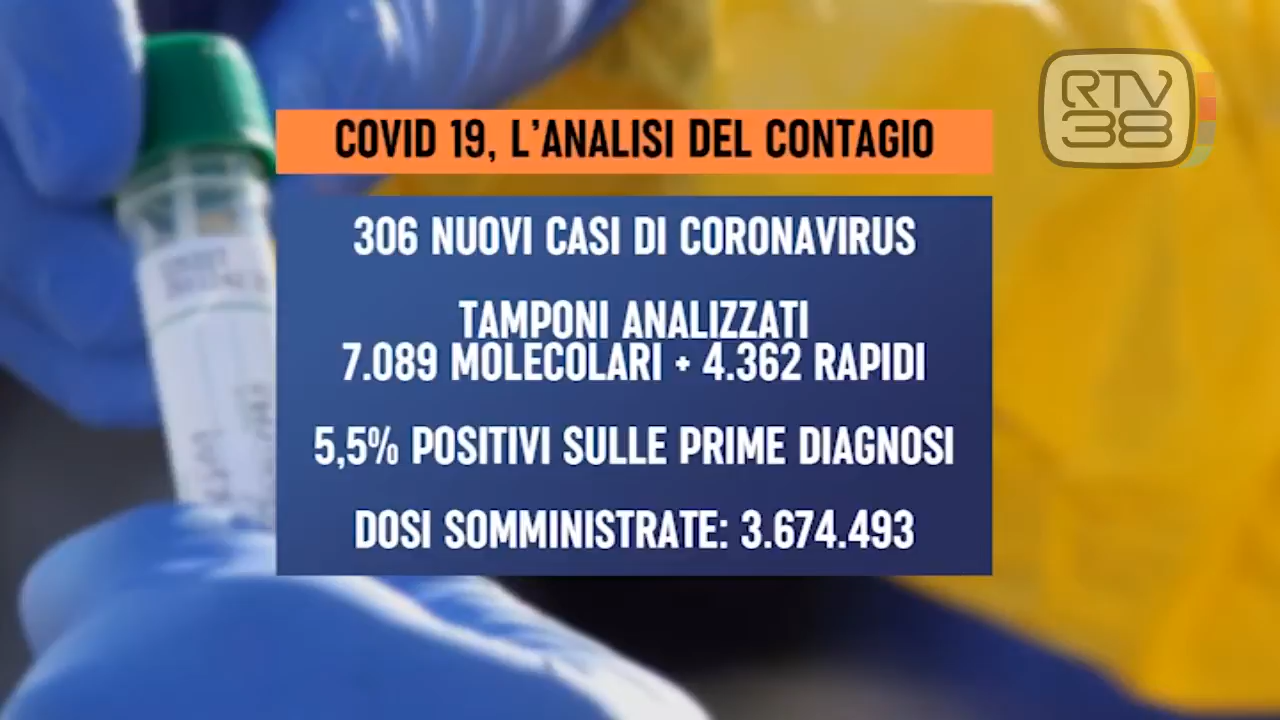 RTV
38
COVID 19, L'ANALISI DEL CONTAGIO
306 NUOVI CASI DI CORONAVIRUS
TAMPONI ANALIZZATI
7.089 MOLECOLARI + 4.362 RAPIDI
5,5% POSITIVI SULLE PRIME DIAGNOSI
DOSI SOMMINISTRATE: 3.674.493